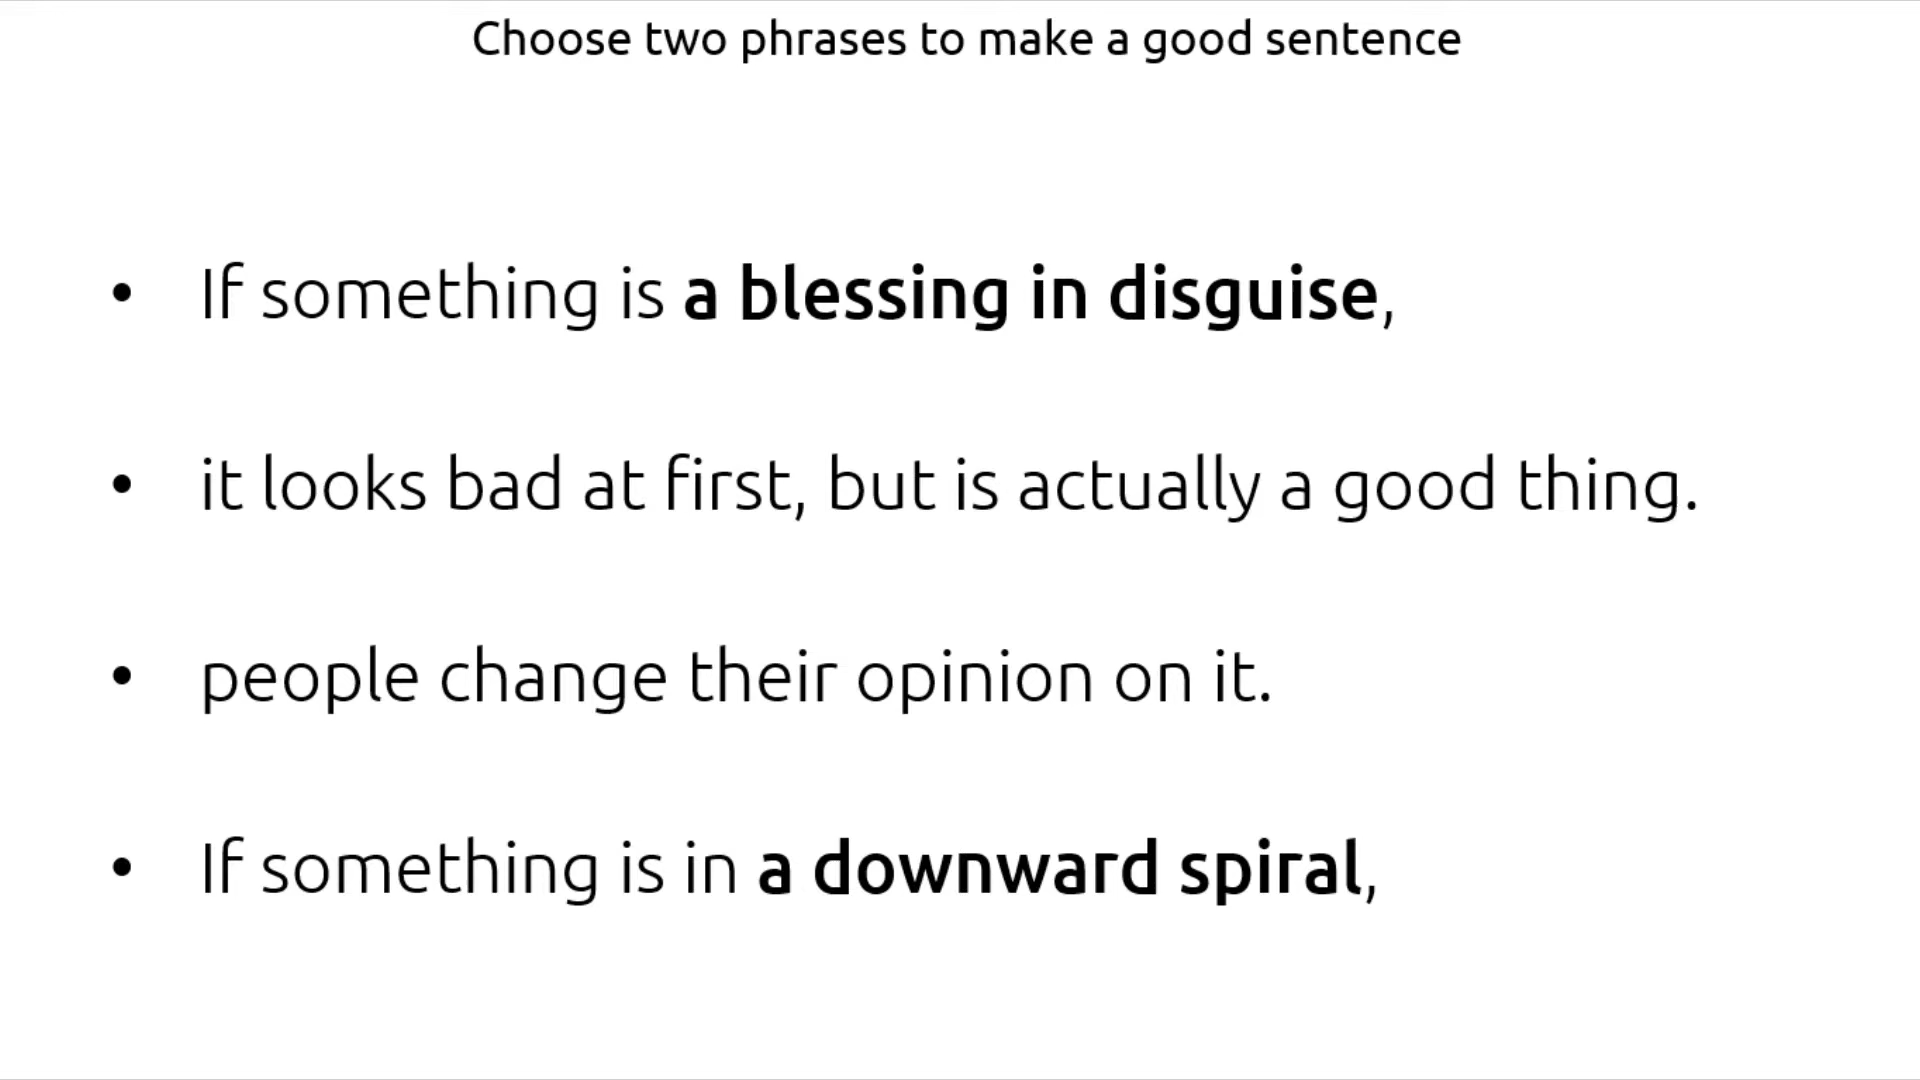 Choose two phrases to make a good sentence
• If something is a blessing in disguise,
• it looks bad at first, but is actually a good thing.
• people change their opinion on it.
• If something is in a downward spiral,